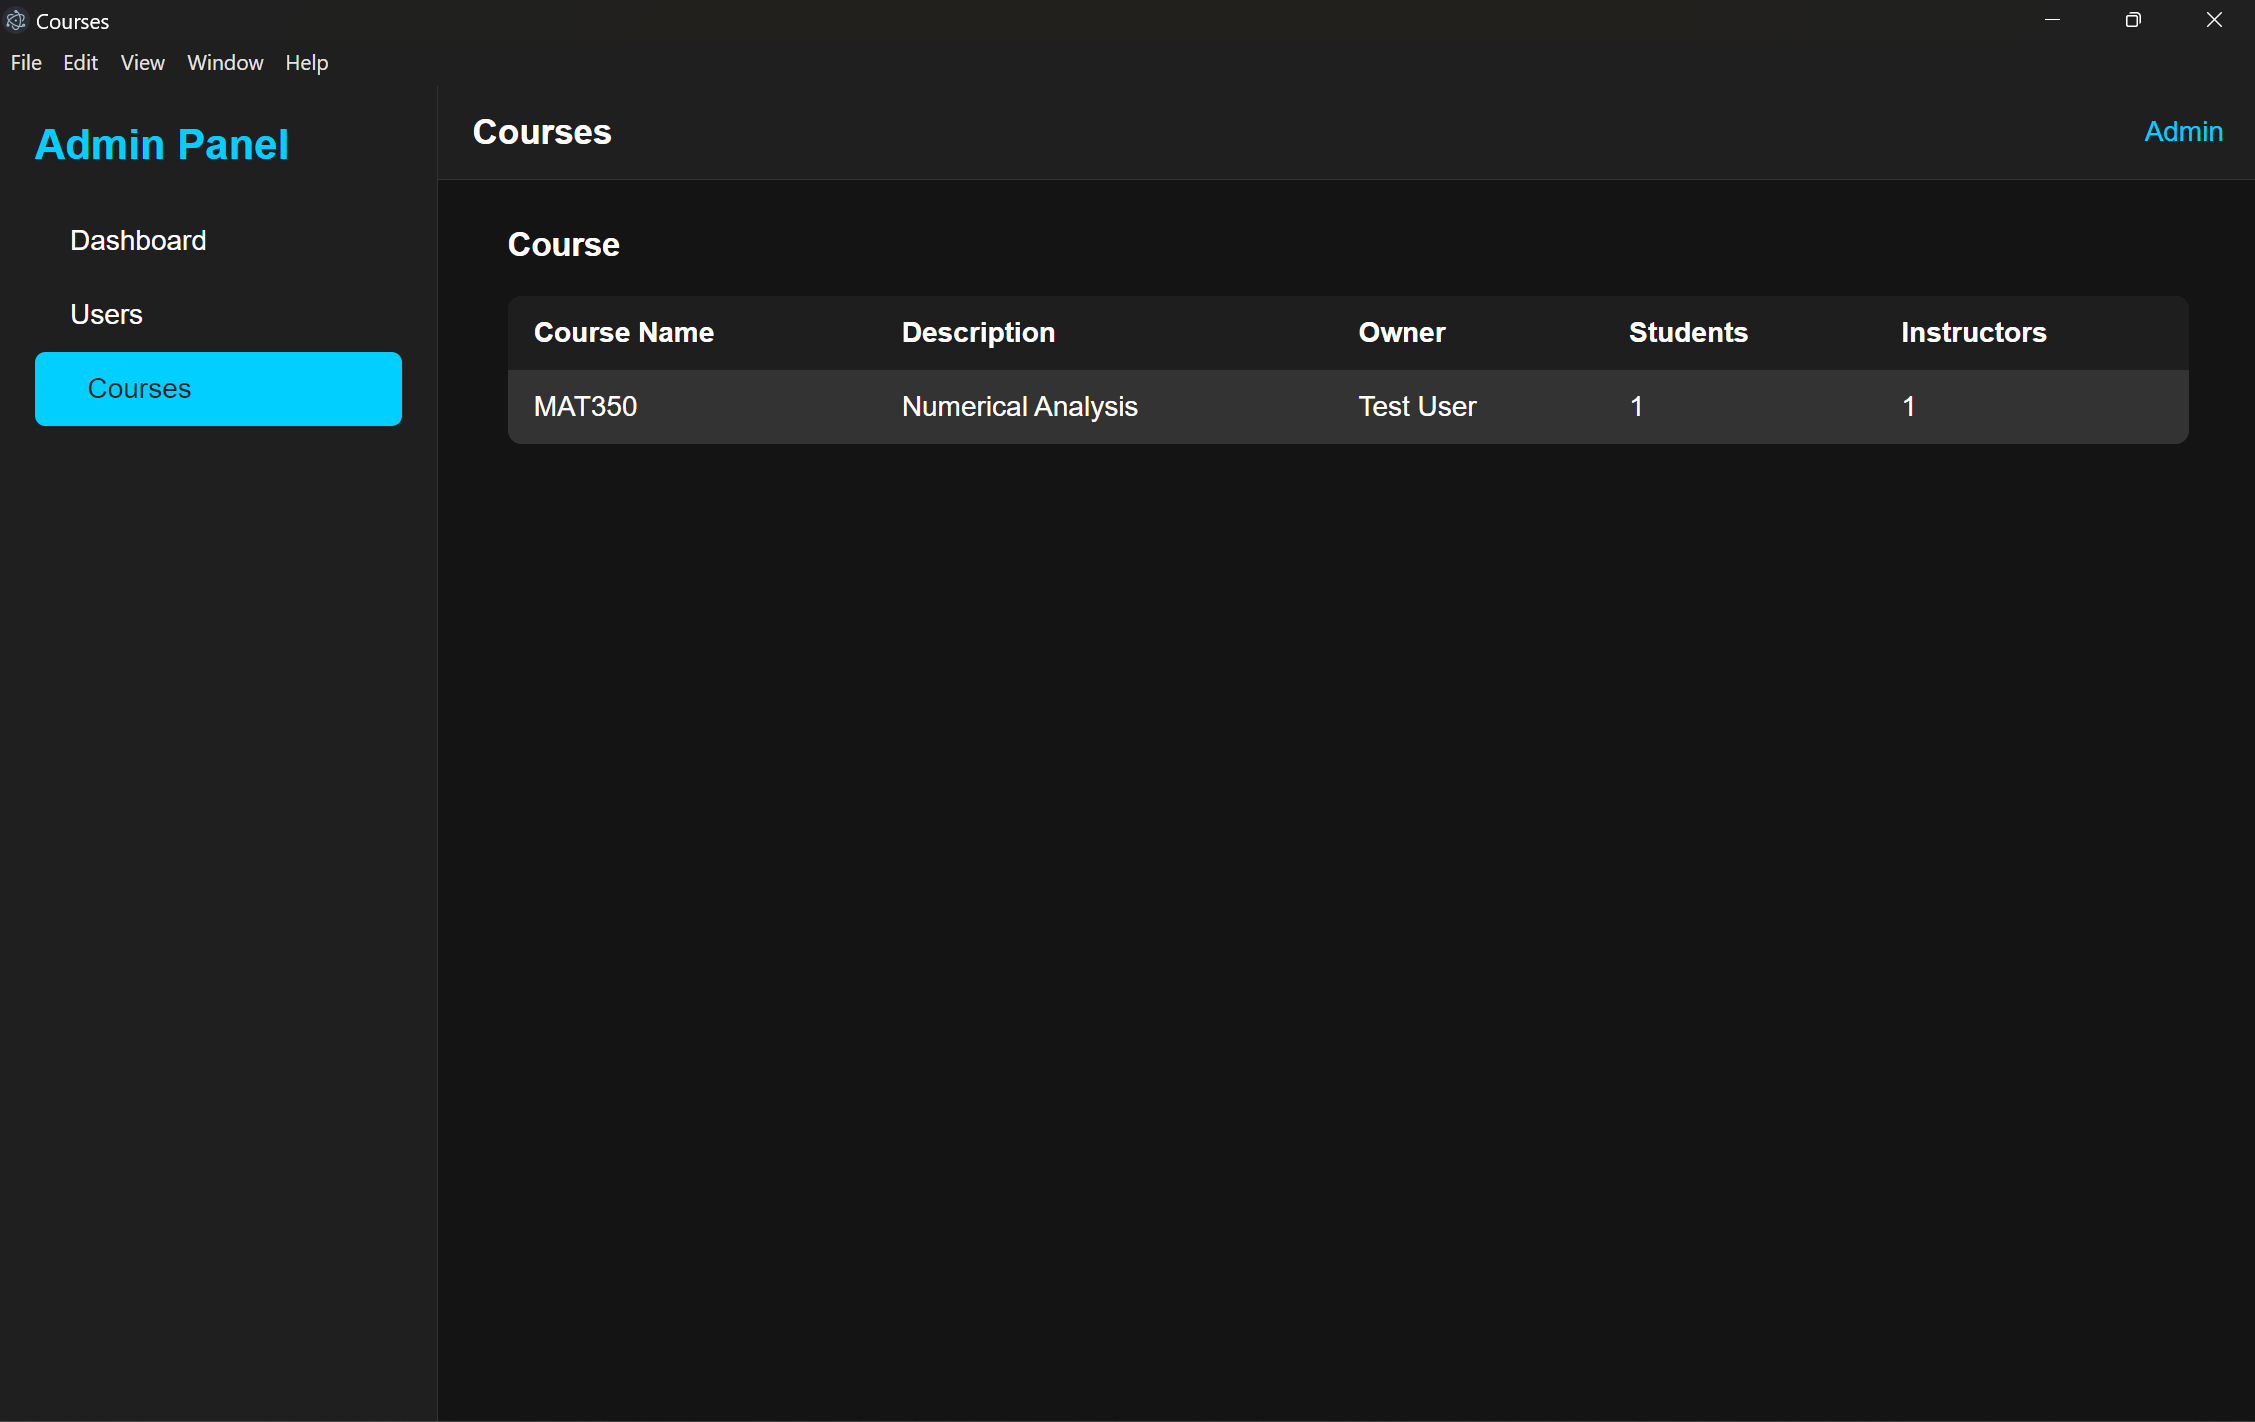 Courses
File Edit View Window Help
Admin Panel
Dashboard
Users
Courses
Courses
Admin
Course
Course Name Description Owner Students Instructors
MAT350 Numerical Analysis Test User 1 1